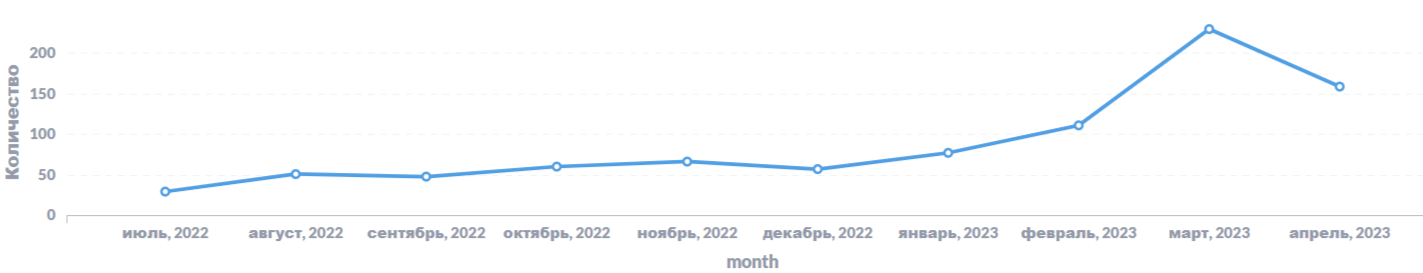 200
150
100
50
0
Количество
июль, 2022 август, 2022 сентябрь, 2022 октябрь, 2022 ноябрь, 2022 декабрь, 2022 январь, 2023 февраль, 2023 март, 2023 апрель, 2023
month